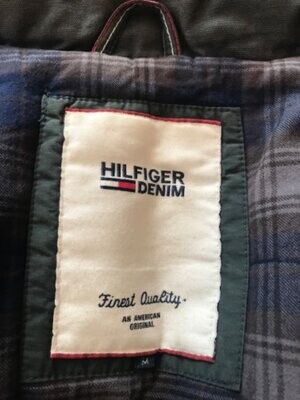 HILFIGER
DENIM
Finest Quality.
AN AMERICAN
ORIGINAL
M